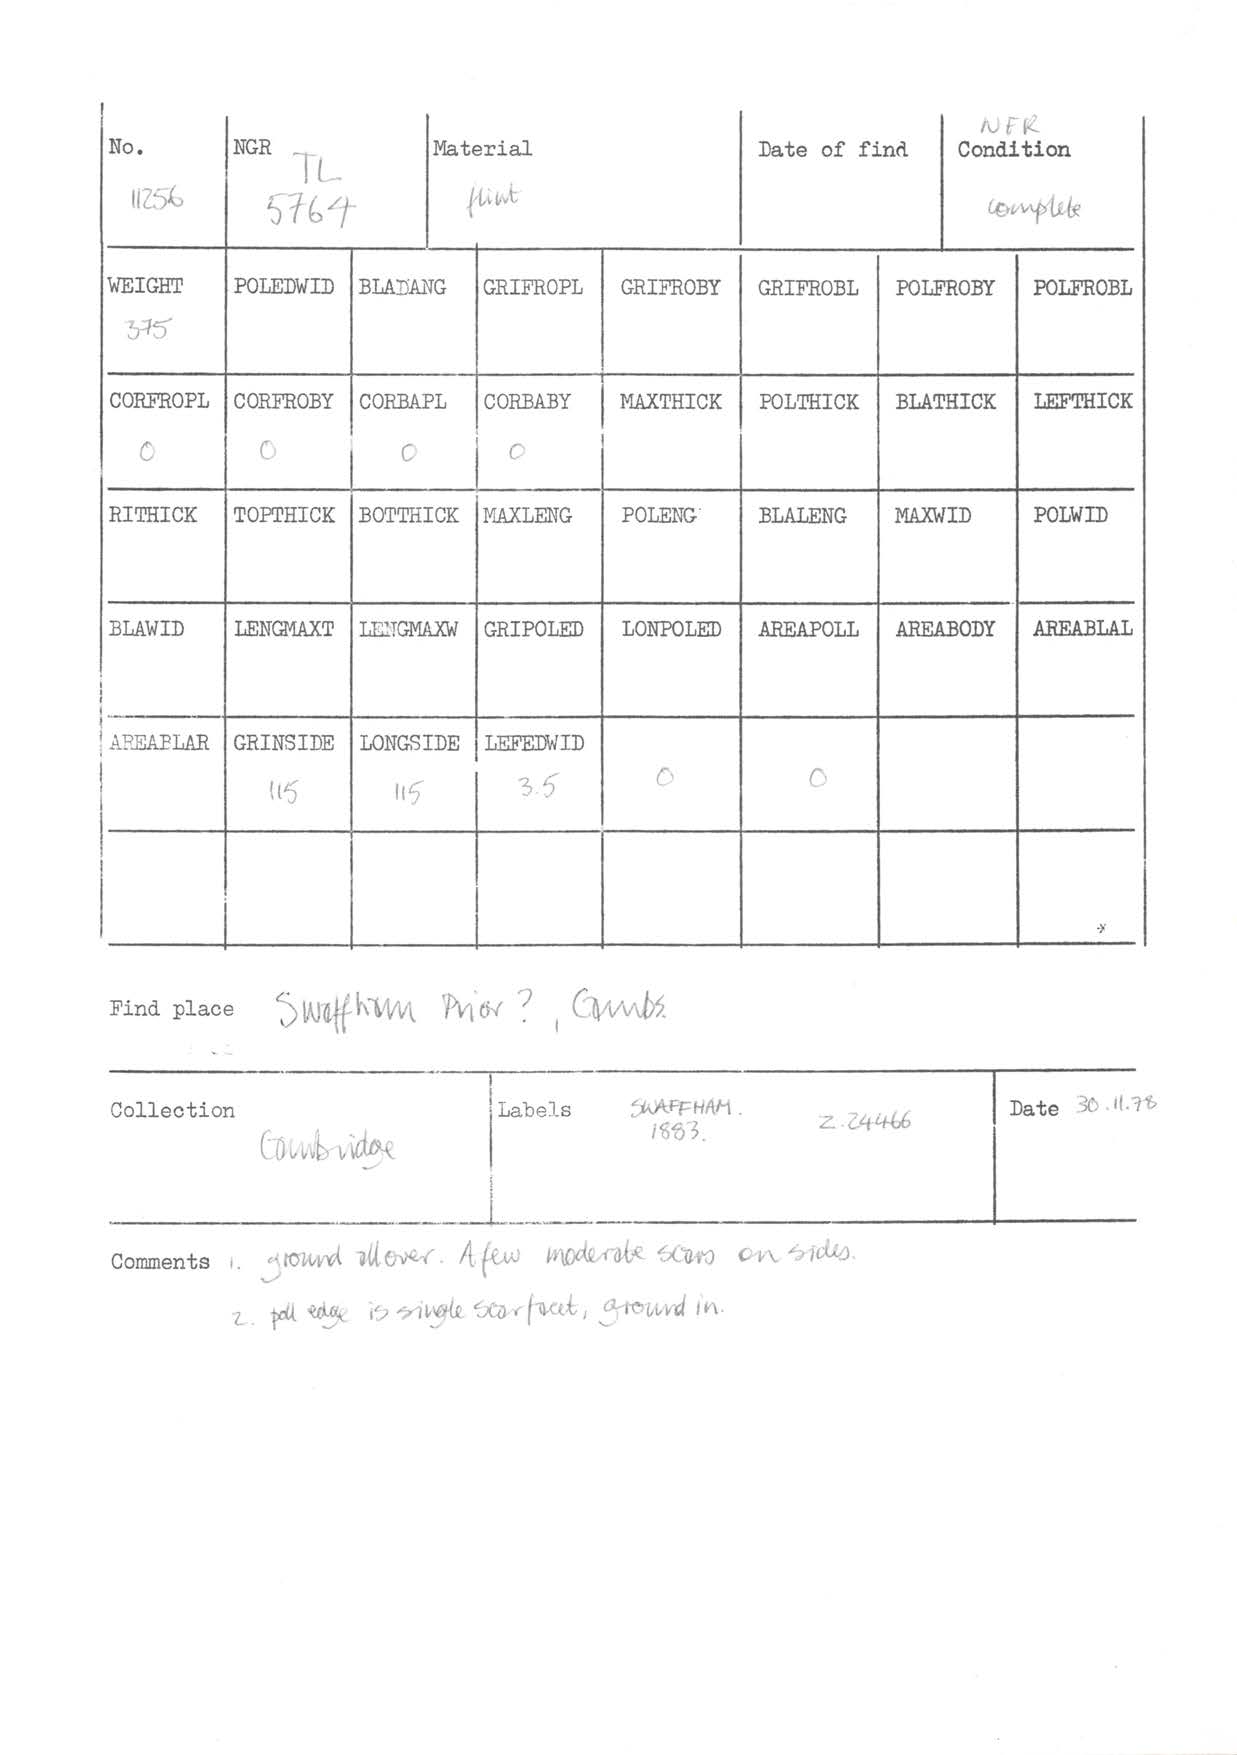 NFR
No. NGR Material Date of find Condition
TL
11256 5764 flint complete
WEIGHT POLEDWID BLADANG GRIFROPL GRIFROBY GRIFROBL POLFROBY POLFROBL
375
CORFROPL CORFROBY CORBAPL CORBABY MAXTHICK POLTHICK BLATHICK LEFTHICK
0 0 0 0
RITHICK TOPTHICK BOTTHICK MAXLENG POLENG BLALENG MAXWID POLWID
BLAWID LENGMAXT LENGMAXW GRIPOLED LONPOLED AREAPOLL AREABODY AREABLAL
AREABLAR GRINSIDE LONGSIDE LEFEDWID
115 115 3.5 0 0
Find place Swaffham Prior?, Cambs.
Collection Labels SWAFFHAM. Date 30.11.78
1883. Z.24466
Cambridge
Comments 1. ground all over. A few moderate scars on sides.
2. poll edge is single scar facet, ground in.